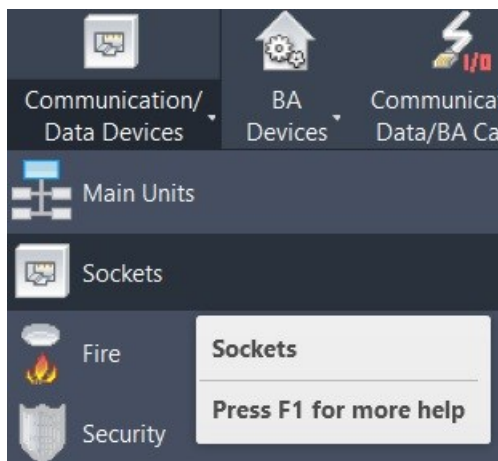 I/O
Communication/
Data Devices
BA
Devices
Communica
Data/BA Ca
Main Units
Sockets
Fire
Security
Sockets
Press F1 for more help